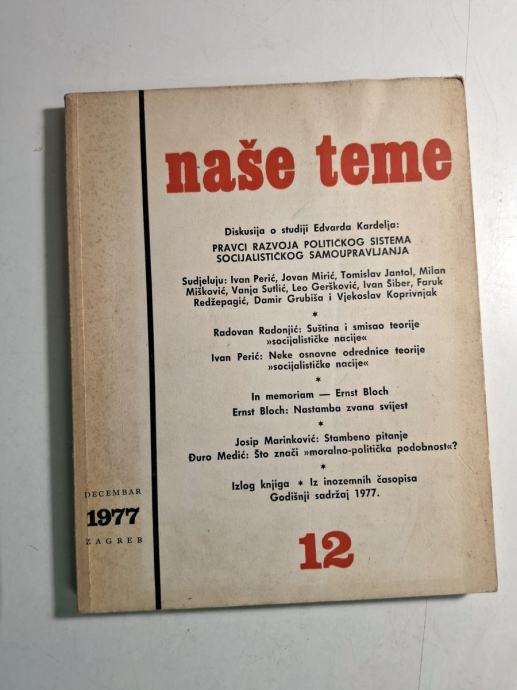 naše teme
Diskusija o studiji Edvarda Kardelja:
PRAVCI RAZVOJA POLITIČKOG SISTEMA
SOCIJALISTIČKOG SAMOUPRAVLJANJA
Sudjeluju: Ivan Perić, Jovan Mirić, Tomislav Jantol, Milan
Mišković, Vanja Sutlić, Leo Geršković, Ivan Šiber, Faruk
Redžepagić, Damir Grubiša i Vjekoslav Koprivnjak
*
Radovan Radonjić: Suština i smisao teorije
»socijalističke nacije«
Ivan Perić: Neke osnovne odrednice teorije
»socijalističke nacije«
*
In memoriam — Ernst Bloch
Ernst Bloch: Nastamba zvana svijest
*
Josip Marinković: Stambeno pitanje
Đuro Medić: Što znači »moralno-politička podobnost«?
*
Izlog knjiga * Iz inozemnih časopisa
Godišnji sadržaj 1977.
DECEMBAR
1977
ZAGREB
12